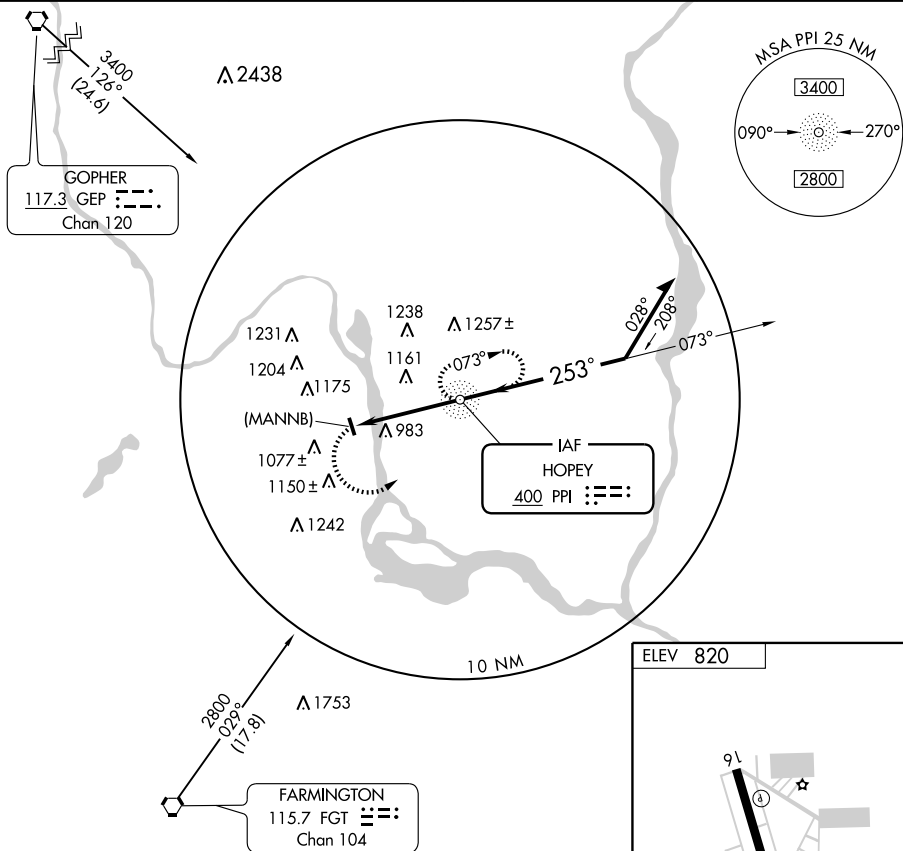 3400
126°
(24.6)
2438
MSA PPI 25 NM
3400
090°
270°
2800
GOPHER
117.3 GEP
Chan 120
1231
1238
1257±
028°
208°
1204
1161
073°
073°
1175
253°
(MANNB)
983
1077±
IAF
HOPEY
400 PPI
1150±
1242
10 NM
ELEV 820
2800
029°
(17.8)
1753
16
P
FARMINGTON
115.7 FGT
Chan 104